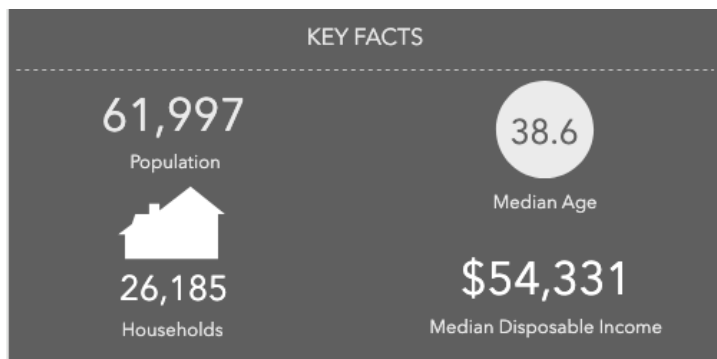 KEY FACTS
61,997
Population
38.6
Median Age
26,185
Households
$54,331
Median Disposable Income